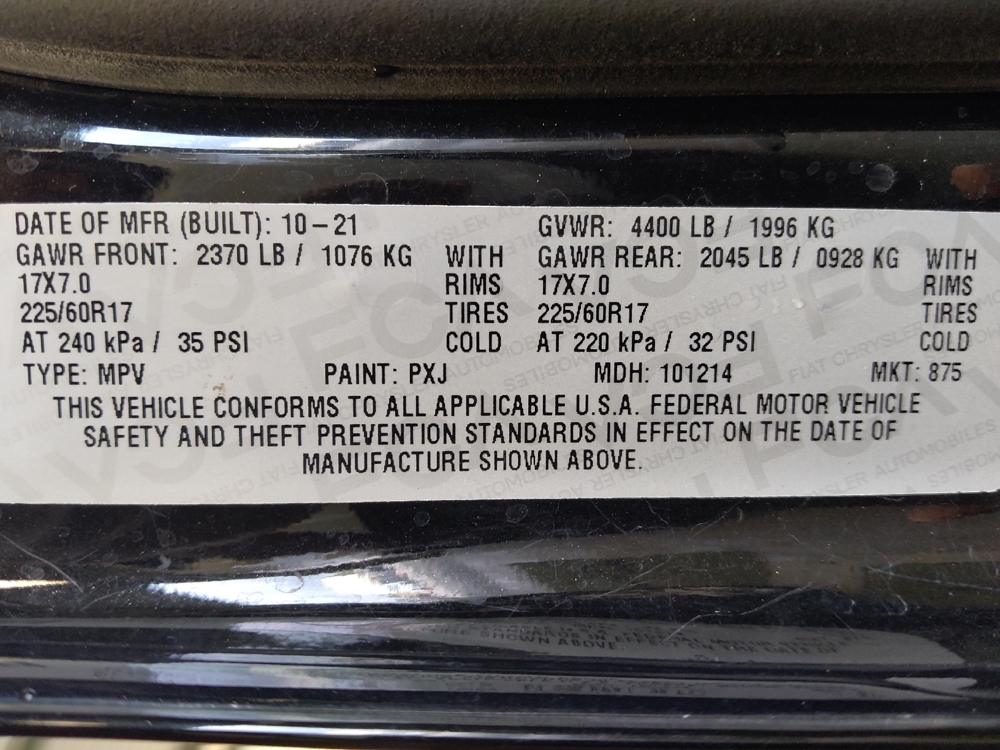 DATE OF MFR (BUILT): 10-21 GVWR: 4400 LB / 1996 KG
GAWR FRONT: 2370 LB / 1076 KG WITH GAWR REAR: 2045 LB / 0928 KG WITH
17X7.0 RIMS 17X7.0 RIMS
225/60R17 TIRES 225/60R17 TIRES
AT 240 kPa / 35 PSI COLD AT 220 kPa / 32 PSI COLD
TYPE: MPV PAINT: PXJ MDH: 101214 MKT: 875
THIS VEHICLE CONFORMS TO ALL APPLICABLE U.S.A. FEDERAL MOTOR VEHICLE
SAFETY AND THEFT PREVENTION STANDARDS IN EFFECT ON THE DATE OF
MANUFACTURE SHOWN ABOVE.